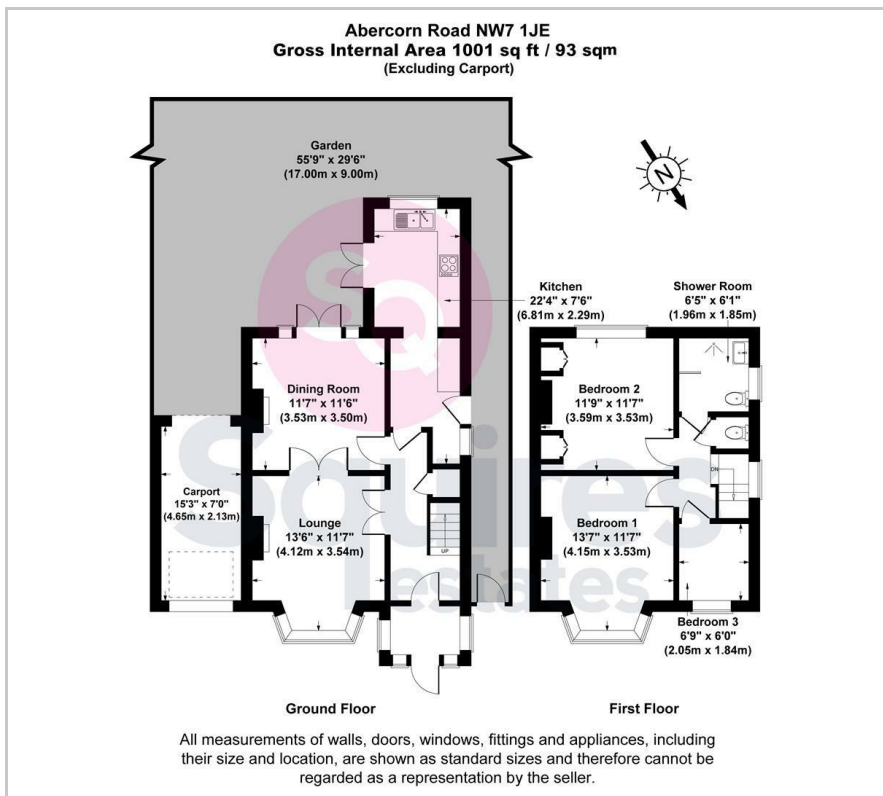 Abercorn Road NW7 1JE
Gross Internal Area 1001 sq ft / 93 sqm
(Excluding Carport)
Garden
55'9" x 29'6"
(17.00m x 9.00m)
N
Kitchen
22'4" x 7'6"
(6.81m x 2.29m)
Shower Room
6'5" x 6'1"
(1.96m x 1.85m)
SQ
Dining Room
11'7" x 11'6"
(3.53m x 3.50m)
Bedroom 2
11'9" x 11'7"
(3.59m x 3.53m)
DN
Squires
Estates
Carport
15'3" x 7'0"
(4.65m x 2.13m)
Lounge
13'6" x 11'7"
(4.12m x 3.54m)
UP
Bedroom 1
13'7" x 11'7"
(4.15m x 3.53m)
Bedroom 3
6'9" x 6'0"
(2.05m x 1.84m)
Ground Floor
First Floor
All measurements of walls, doors, windows, fittings and appliances, including
their size and location, are shown as standard sizes and therefore cannot be
regarded as a representation by the seller.